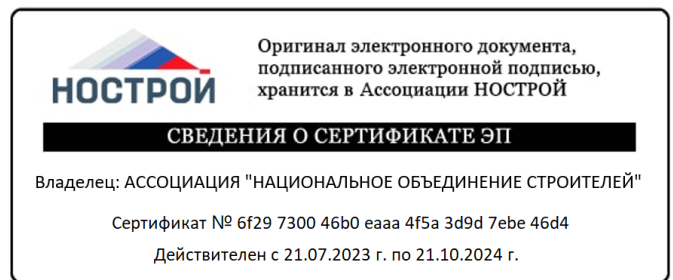 НОСТРОЙ
Оригинал электронного документа,
подписанного электронной подписью,
хранится в Ассоциации НОСТРОЙ
СВЕДЕНИЯ О СЕРТИФИКАТЕ ЭП
Владелец: АССОЦИАЦИЯ "НАЦИОНАЛЬНОЕ ОБЪЕДИНЕНИЕ СТРОИТЕЛЕЙ"
Сертификат № 6f29 7300 46b0 eaaa 4f5a 3d9d 7ebe 46d4
Действителен с 21.07.2023 г. по 21.10.2024 г.